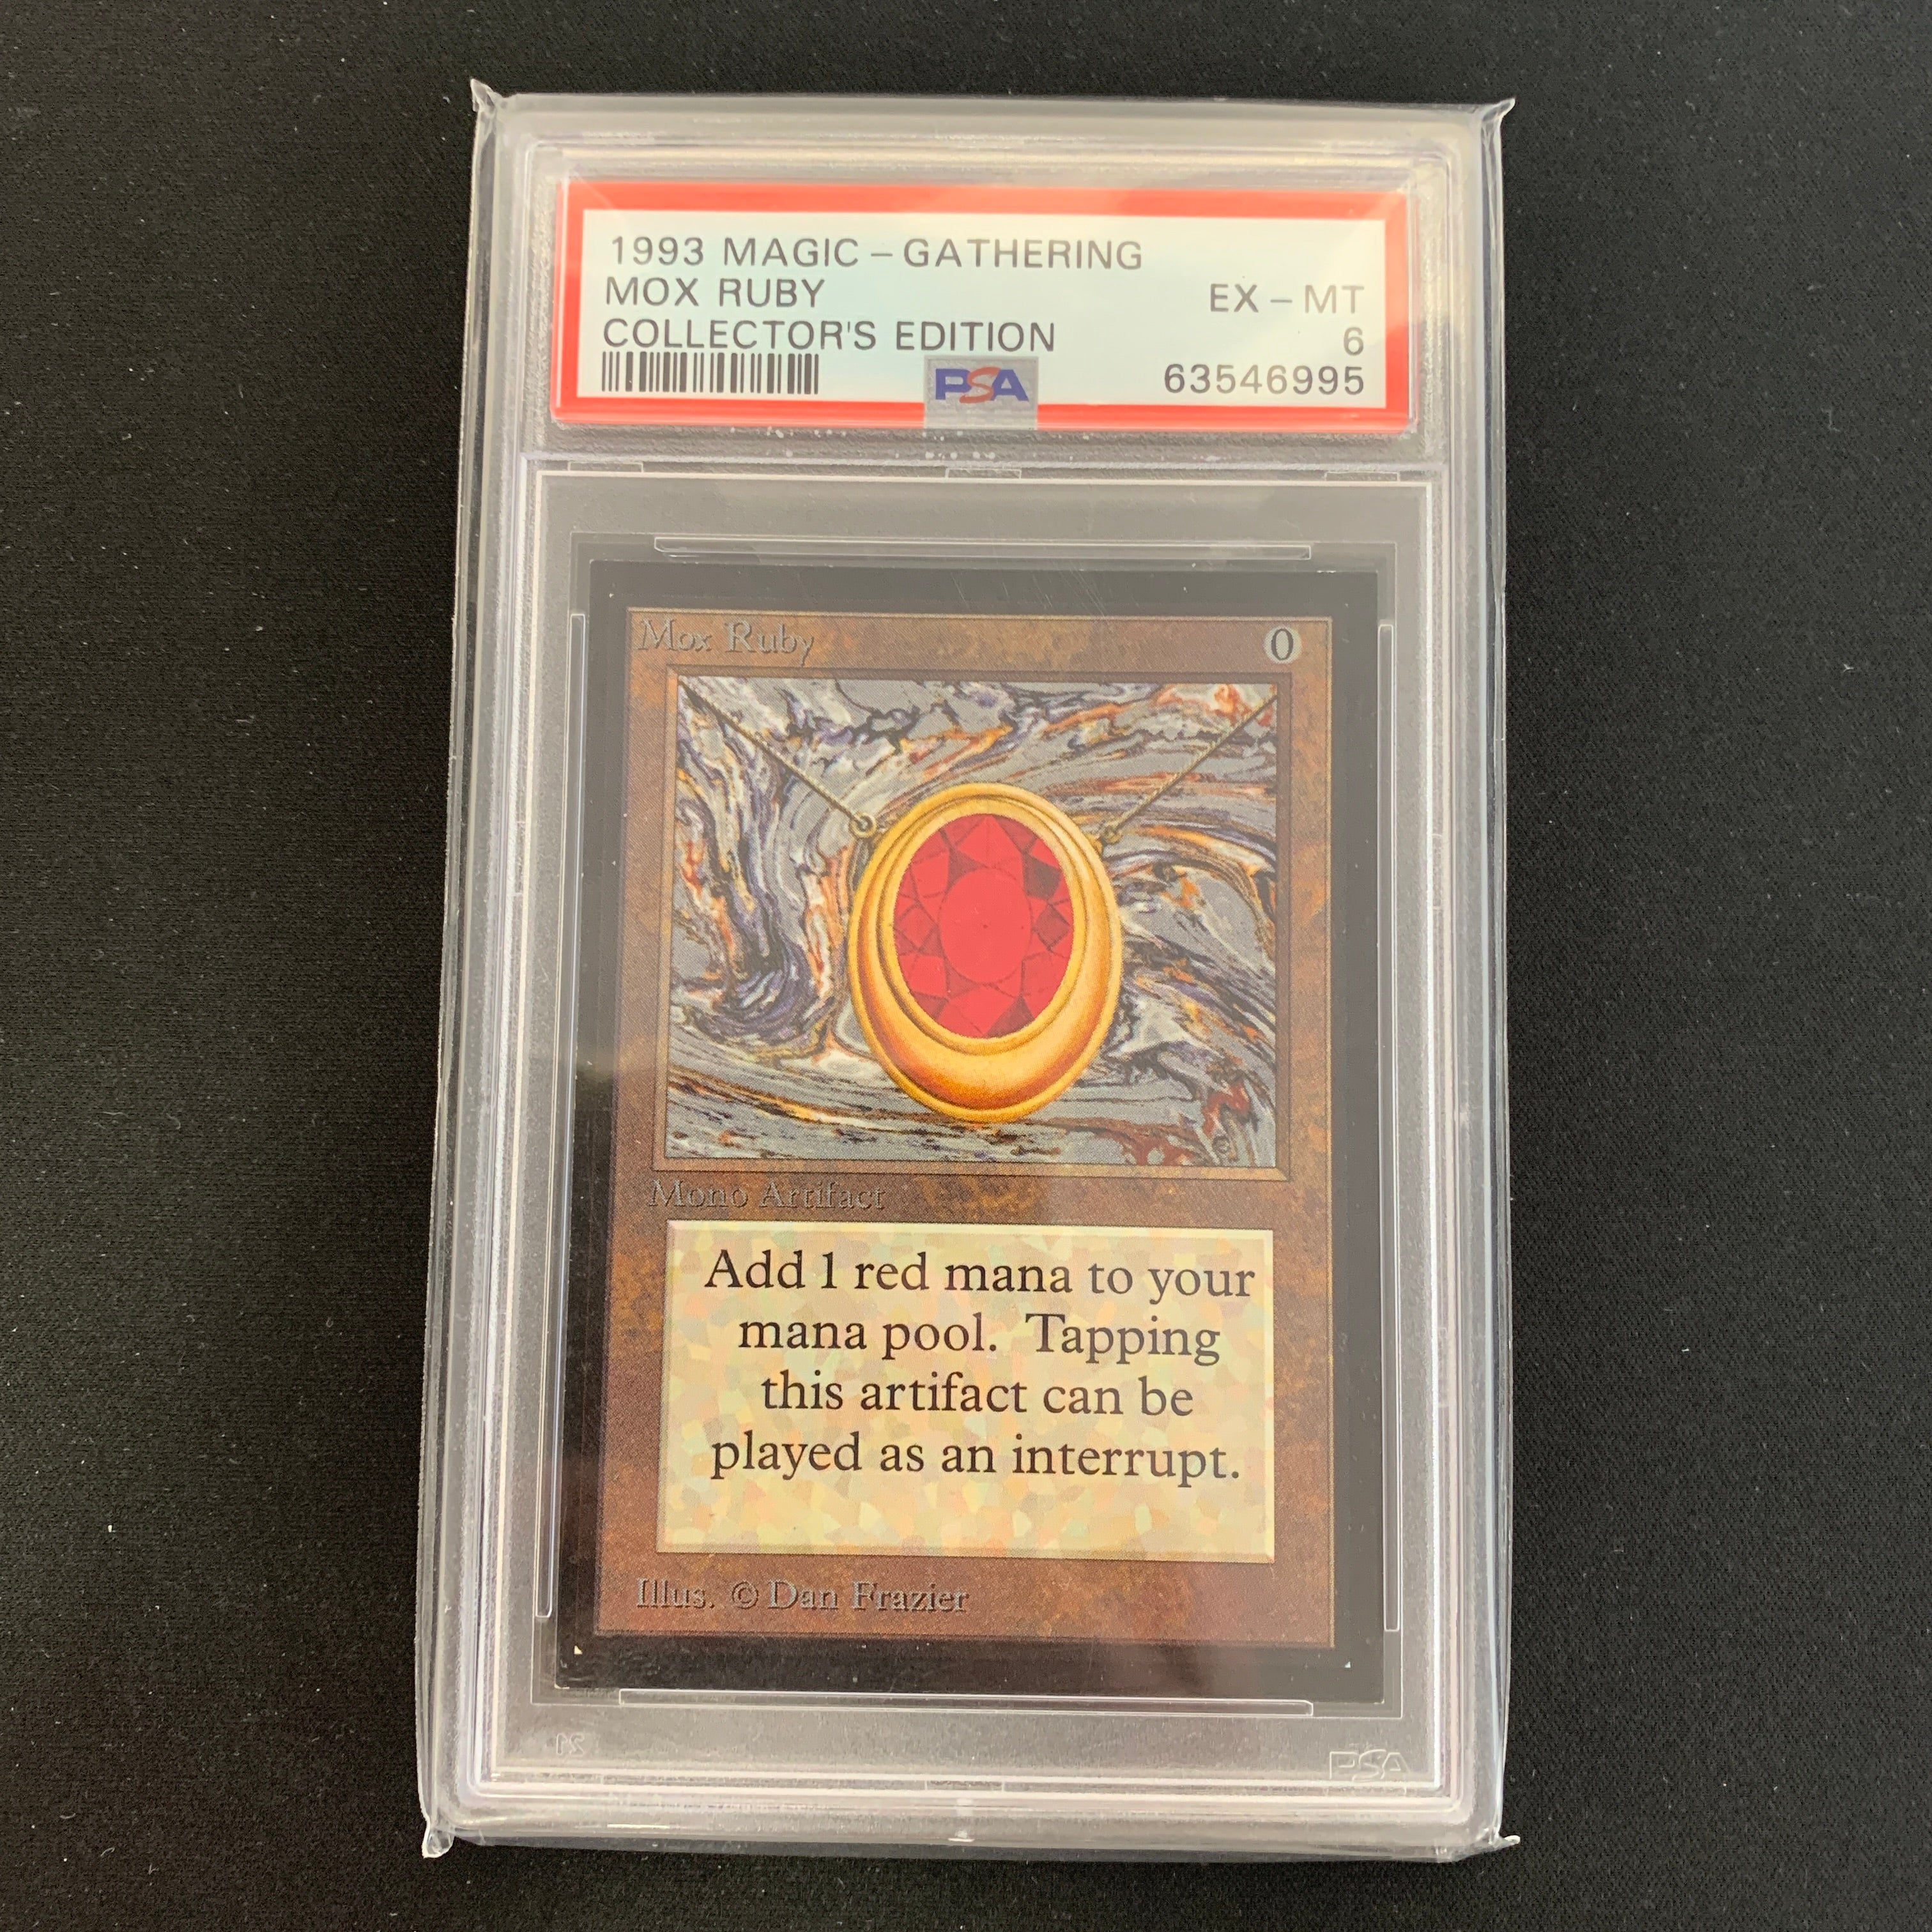 1993 MAGIC – GATHERING
MOX RUBY
EX – MT
COLLECTOR'S EDITION
6
PSA
63546995
Mox Ruby
0
Mono Artifact
Add 1 red mana to your
mana pool. Tapping
this artifact can be
played as an interrupt.
Illus. © Dan Frazier
21
PSA